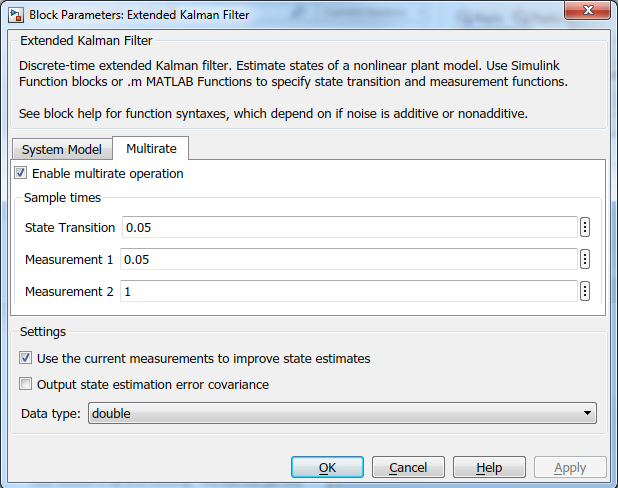 Block Parameters: Extended Kalman Filter
Extended Kalman Filter
Discrete-time extended Kalman filter. Estimate states of a nonlinear plant model. Use Simulink
Function blocks or .m MATLAB Functions to specify state transition and measurement functions.
See block help for function syntaxes, which depend on if noise is additive or nonadditive.
System Model Multirate
Enable multirate operation
Sample times
State Transition 0.05
Measurement 1 0.05
Measurement 2 1
Settings
Use the current measurements to improve state estimates
Output state estimation error covariance
Data type: double
OK Cancel Help Apply